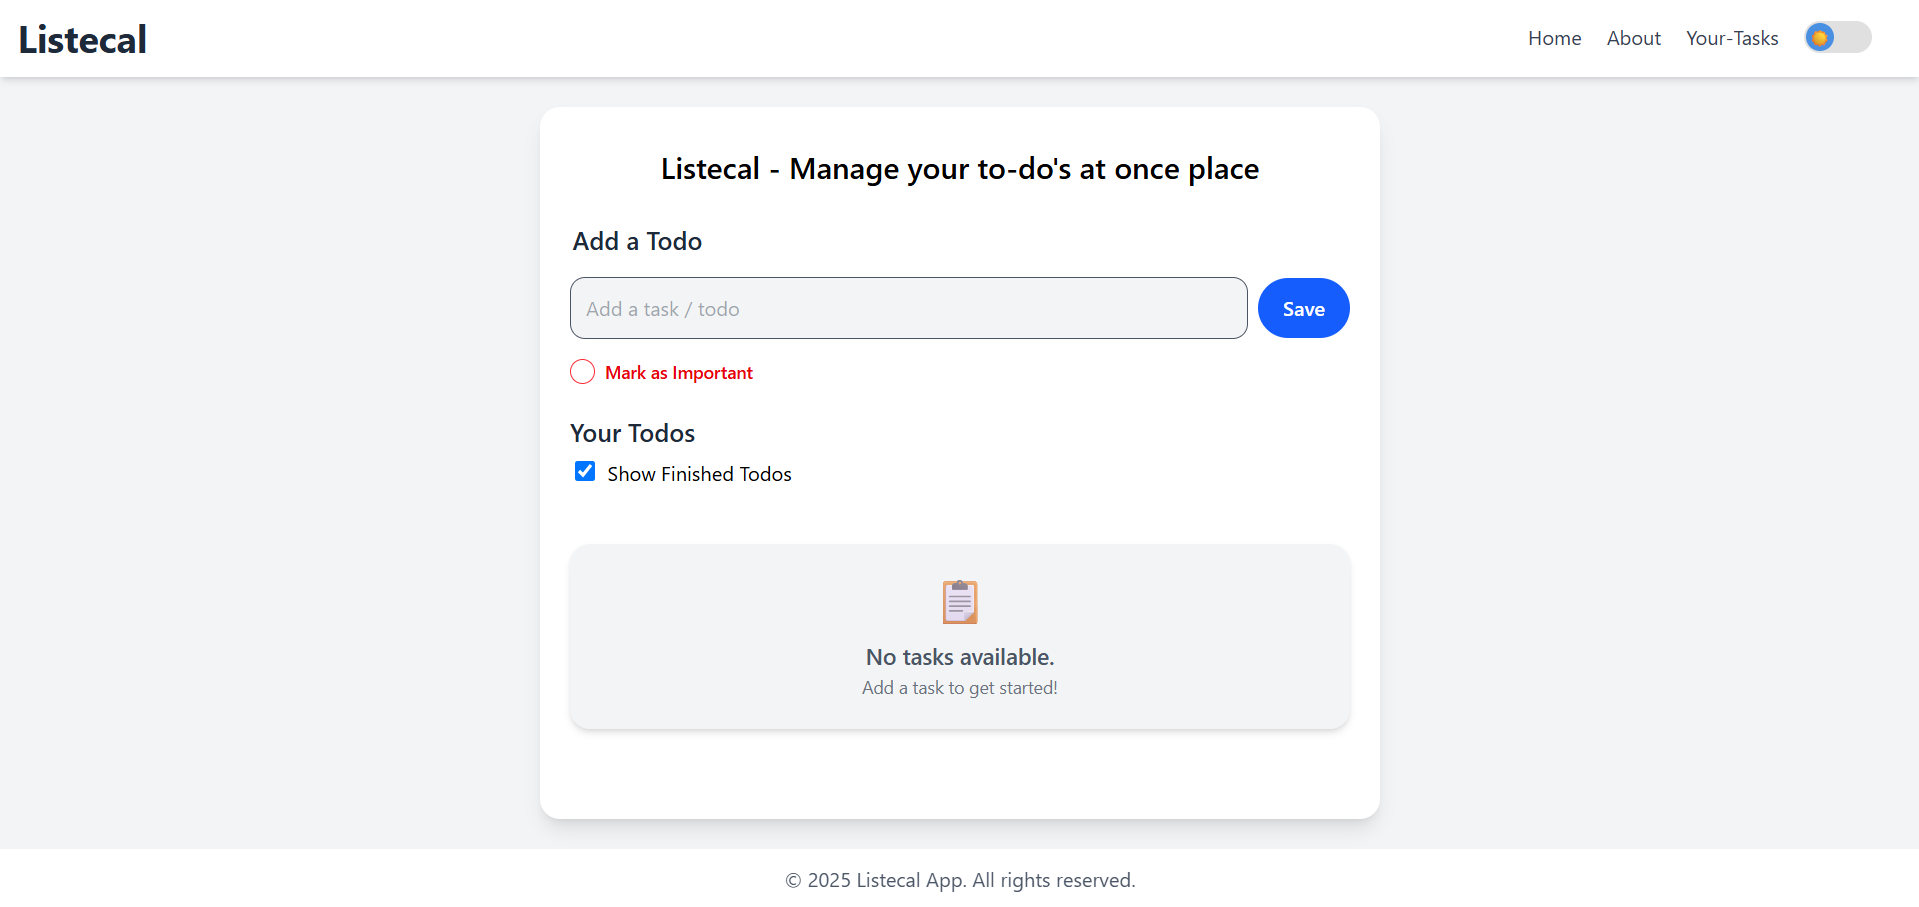 Listecal
Home About Your-Tasks
Listecal - Manage your to-do's at once place
Add a Todo
Add a task / todo
Save
Mark as Important
Your Todos
Show Finished Todos
No tasks available.
Add a task to get started!
© 2025 Listecal App. All rights reserved.